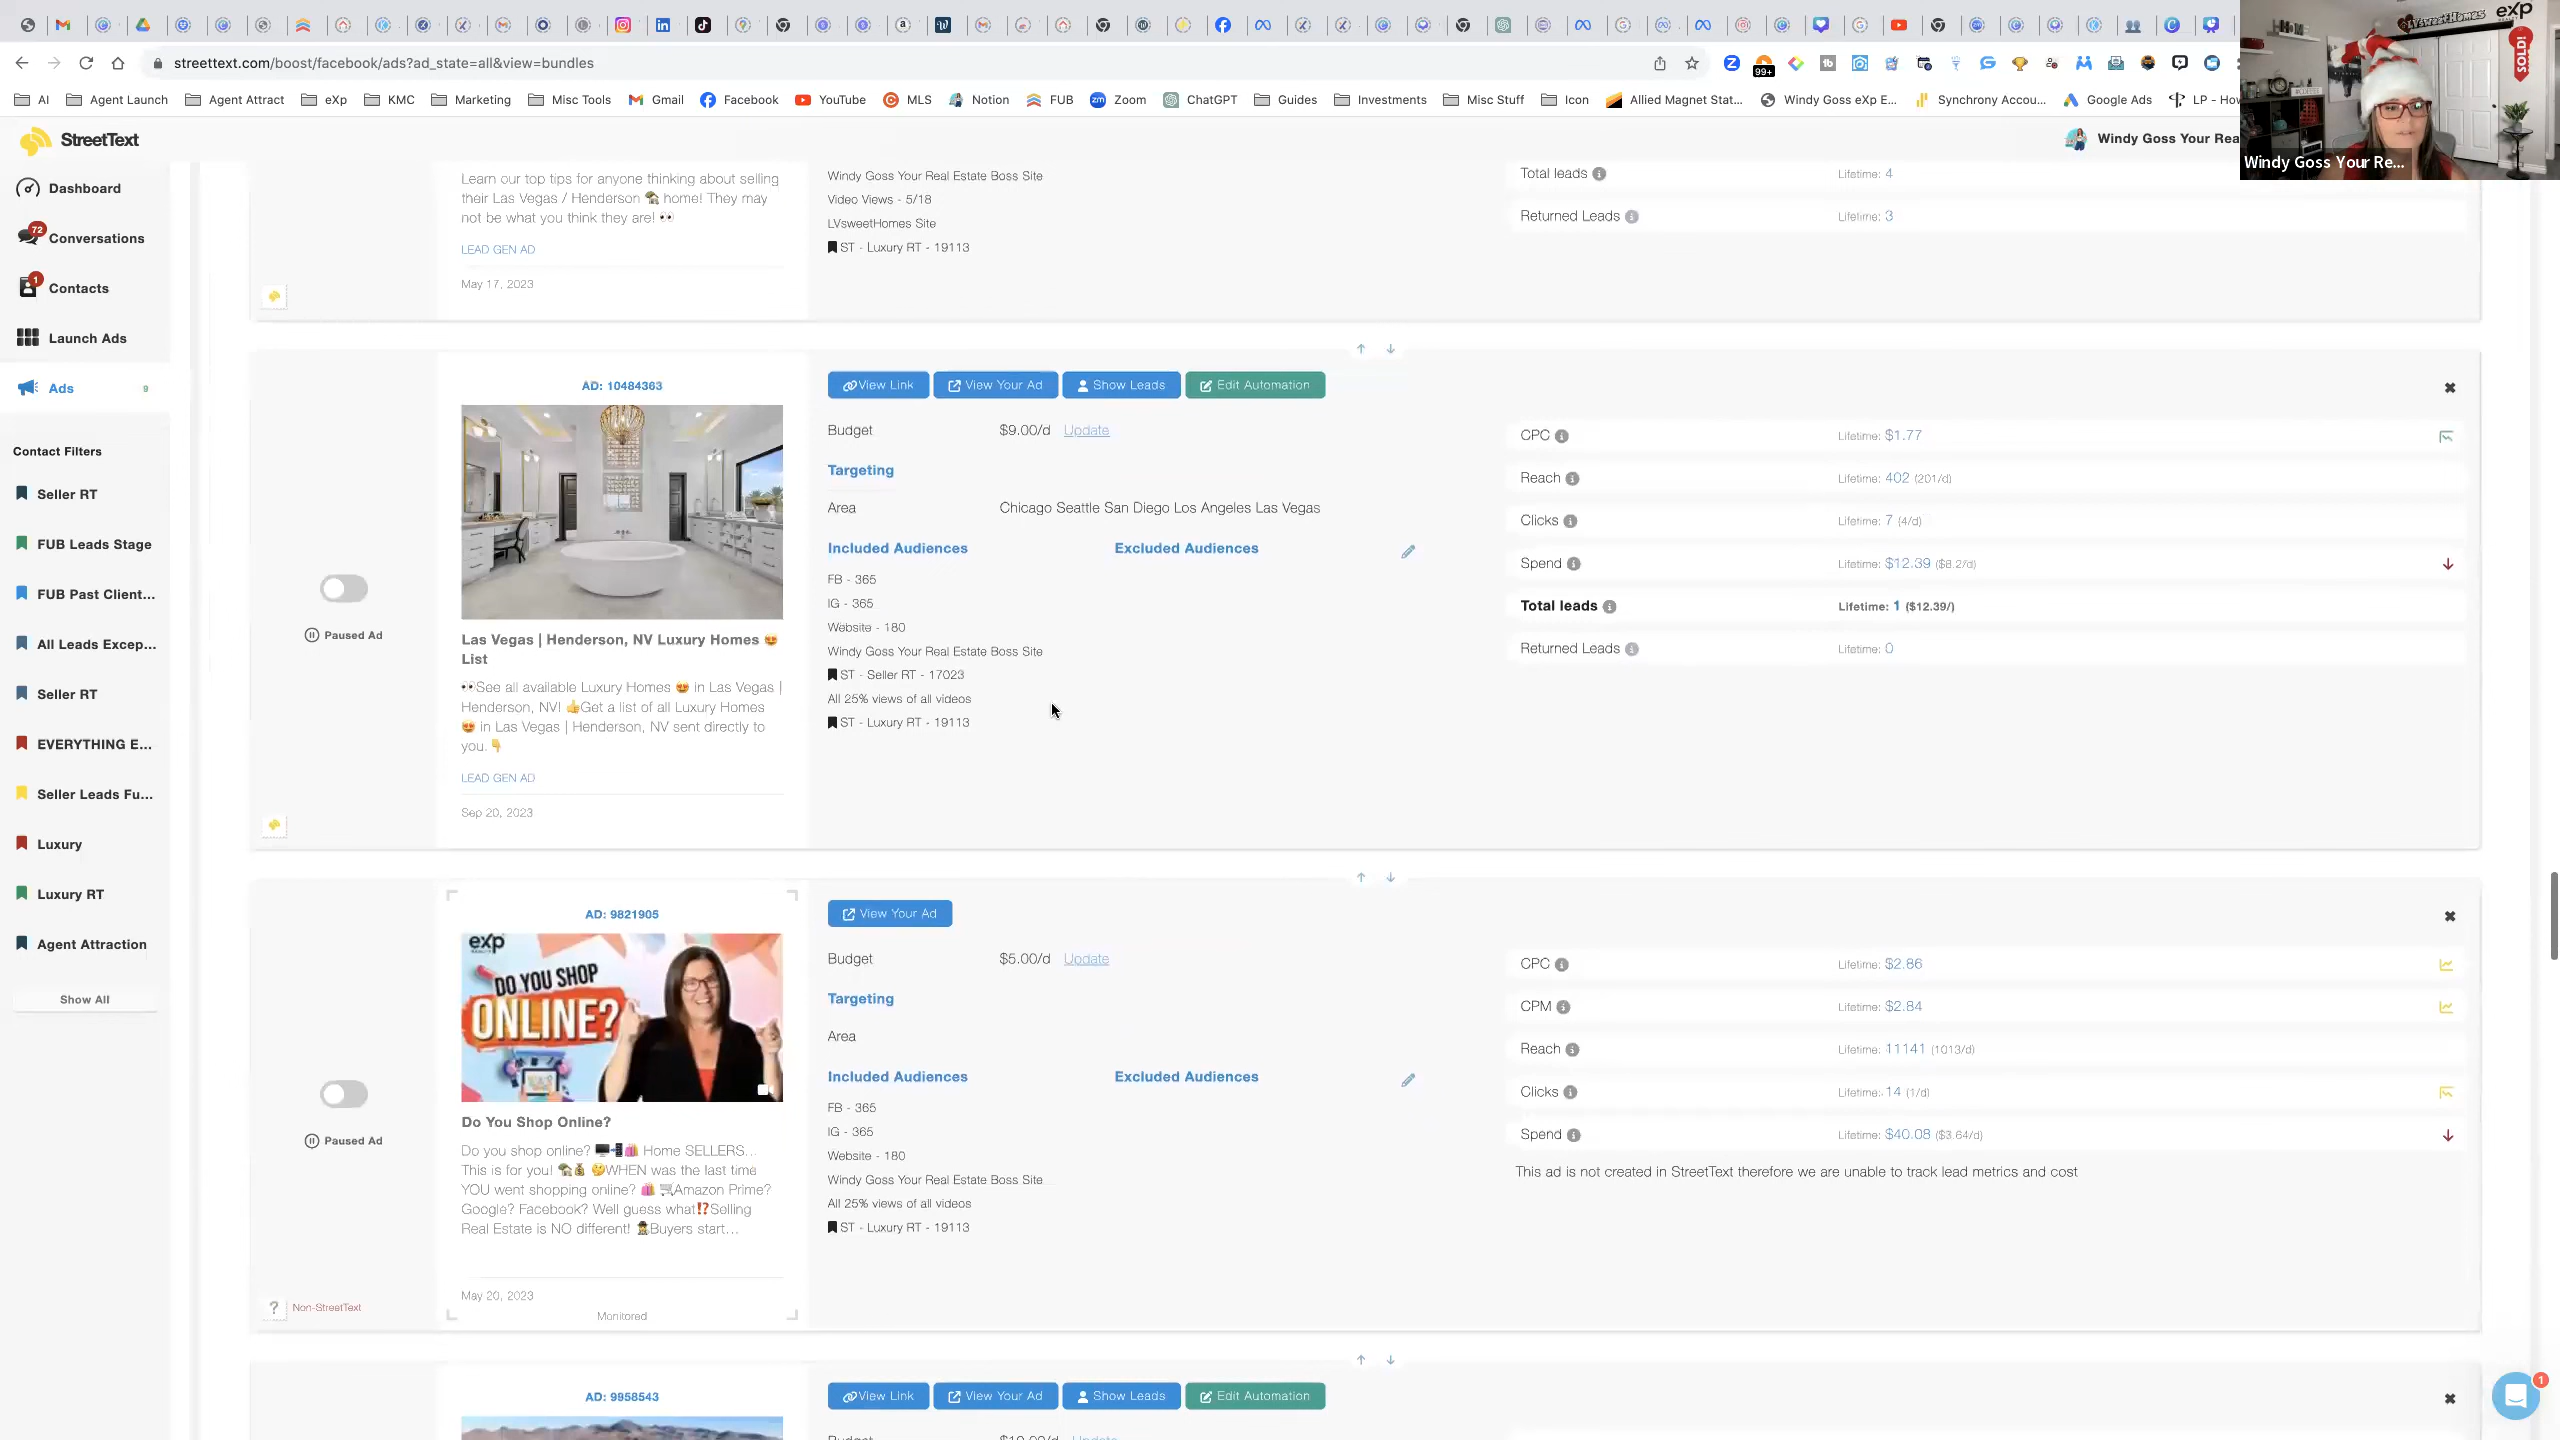 streettext.com/boost/facebook/ads?ad_state=all&view=bundles
99+
AI
Agent Launch
Agent Attract
eXp
KMC
Marketing
Misc Tools
Gmail
Facebook
YouTube
MLS
Notion
FUB
Zoom
ChatGPT
Guides
Investments
Misc Stuff
Icon
Allied Magnet Stat...
Windy Goss eXp E...
Synchrony Accou...
Google Ads
LP - How
LVsweetHomes
eXp
SOLD!
Windy Goss Your Re...
StreetText
Windy Goss Your Rea
Dashboard
72
Conversations
1
Contacts
Launch Ads
Ads
9
Contact Filters
Seller RT
FUB Leads Stage
FUB Past Client...
All Leads Excep...
Seller RT
EVERYTHING E...
Seller Leads Fu...
Luxury
Luxury RT
Agent Attraction
Show All
Learn our top tips for anyone thinking about selling
their Las Vegas / Henderson 🏡 home! They may
not be what you think they are! 👀
LEAD GEN AD
May 17, 2023
Windy Goss Your Real Estate Boss Site
Video Views - 5/18
LVsweetHomes Site
ST - Luxury RT - 19113
Total leads
Lifetime: 4
Returned Leads
Lifetime: 3
Paused Ad
AD: 10484363
Las Vegas | Henderson, NV Luxury Homes 😍
List
👀See all available Luxury Homes 😍 in Las Vegas |
Henderson, NV! 👍Get a list of all Luxury Homes
😍 in Las Vegas | Henderson, NV sent directly to
you.👇
LEAD GEN AD
Sep 20, 2023
View Link
View Your Ad
Show Leads
Edit Automation
Budget
$9.00/d
Update
Targeting
Area
Chicago Seattle San Diego Los Angeles Las Vegas
Included Audiences
Excluded Audiences
FB - 365
IG - 365
Website - 180
Windy Goss Your Real Estate Boss Site
ST - Seller RT - 17023
All 25% views of all videos
ST - Luxury RT - 19113
CPC
Lifetime: $1.77
Reach
Lifetime: 402 (201/d)
Clicks
Lifetime: 7 (4/d)
Spend
Lifetime: $12.39 ($8.2/d)
Total leads
Lifetime: 1 ($12.39/)
Returned Leads
Lifetime: 0
Paused Ad
Non-StreetText
AD: 9821905
exp
DO YOU SHOP
ONLINE?
Do You Shop Online?
Do you shop online? 🖥️📲🛍️ Home SELLERS...
This is for you! 🏡💰 🤔WHEN was the last time
YOU went shopping online? 🛍️ 🛒Amazon Prime?
Google? Facebook? Well guess what⁉️Selling
Real Estate is NO different! 🕵️Buyers start...
May 20, 2023
Monitored
View Your Ad
Budget
$5.00/d
Update
Targeting
Area
Included Audiences
Excluded Audiences
FB - 365
IG - 365
Website - 180
Windy Goss Your Real Estate Boss Site
All 25% views of all videos
ST - Luxury RT - 19113
CPC
Lifetime: $2.86
CPM
Lifetime: $2.84
Reach
Lifetime: 11141 (1013/d)
Clicks
Lifetime: 14 (1/d)
Spend
Lifetime: $40.08 ($3.64/d)
This ad is not created in StreetText therefore we are unable to track lead metrics and cost
AD: 9958543
View Link
View Your Ad
Show Leads
Edit Automation
1